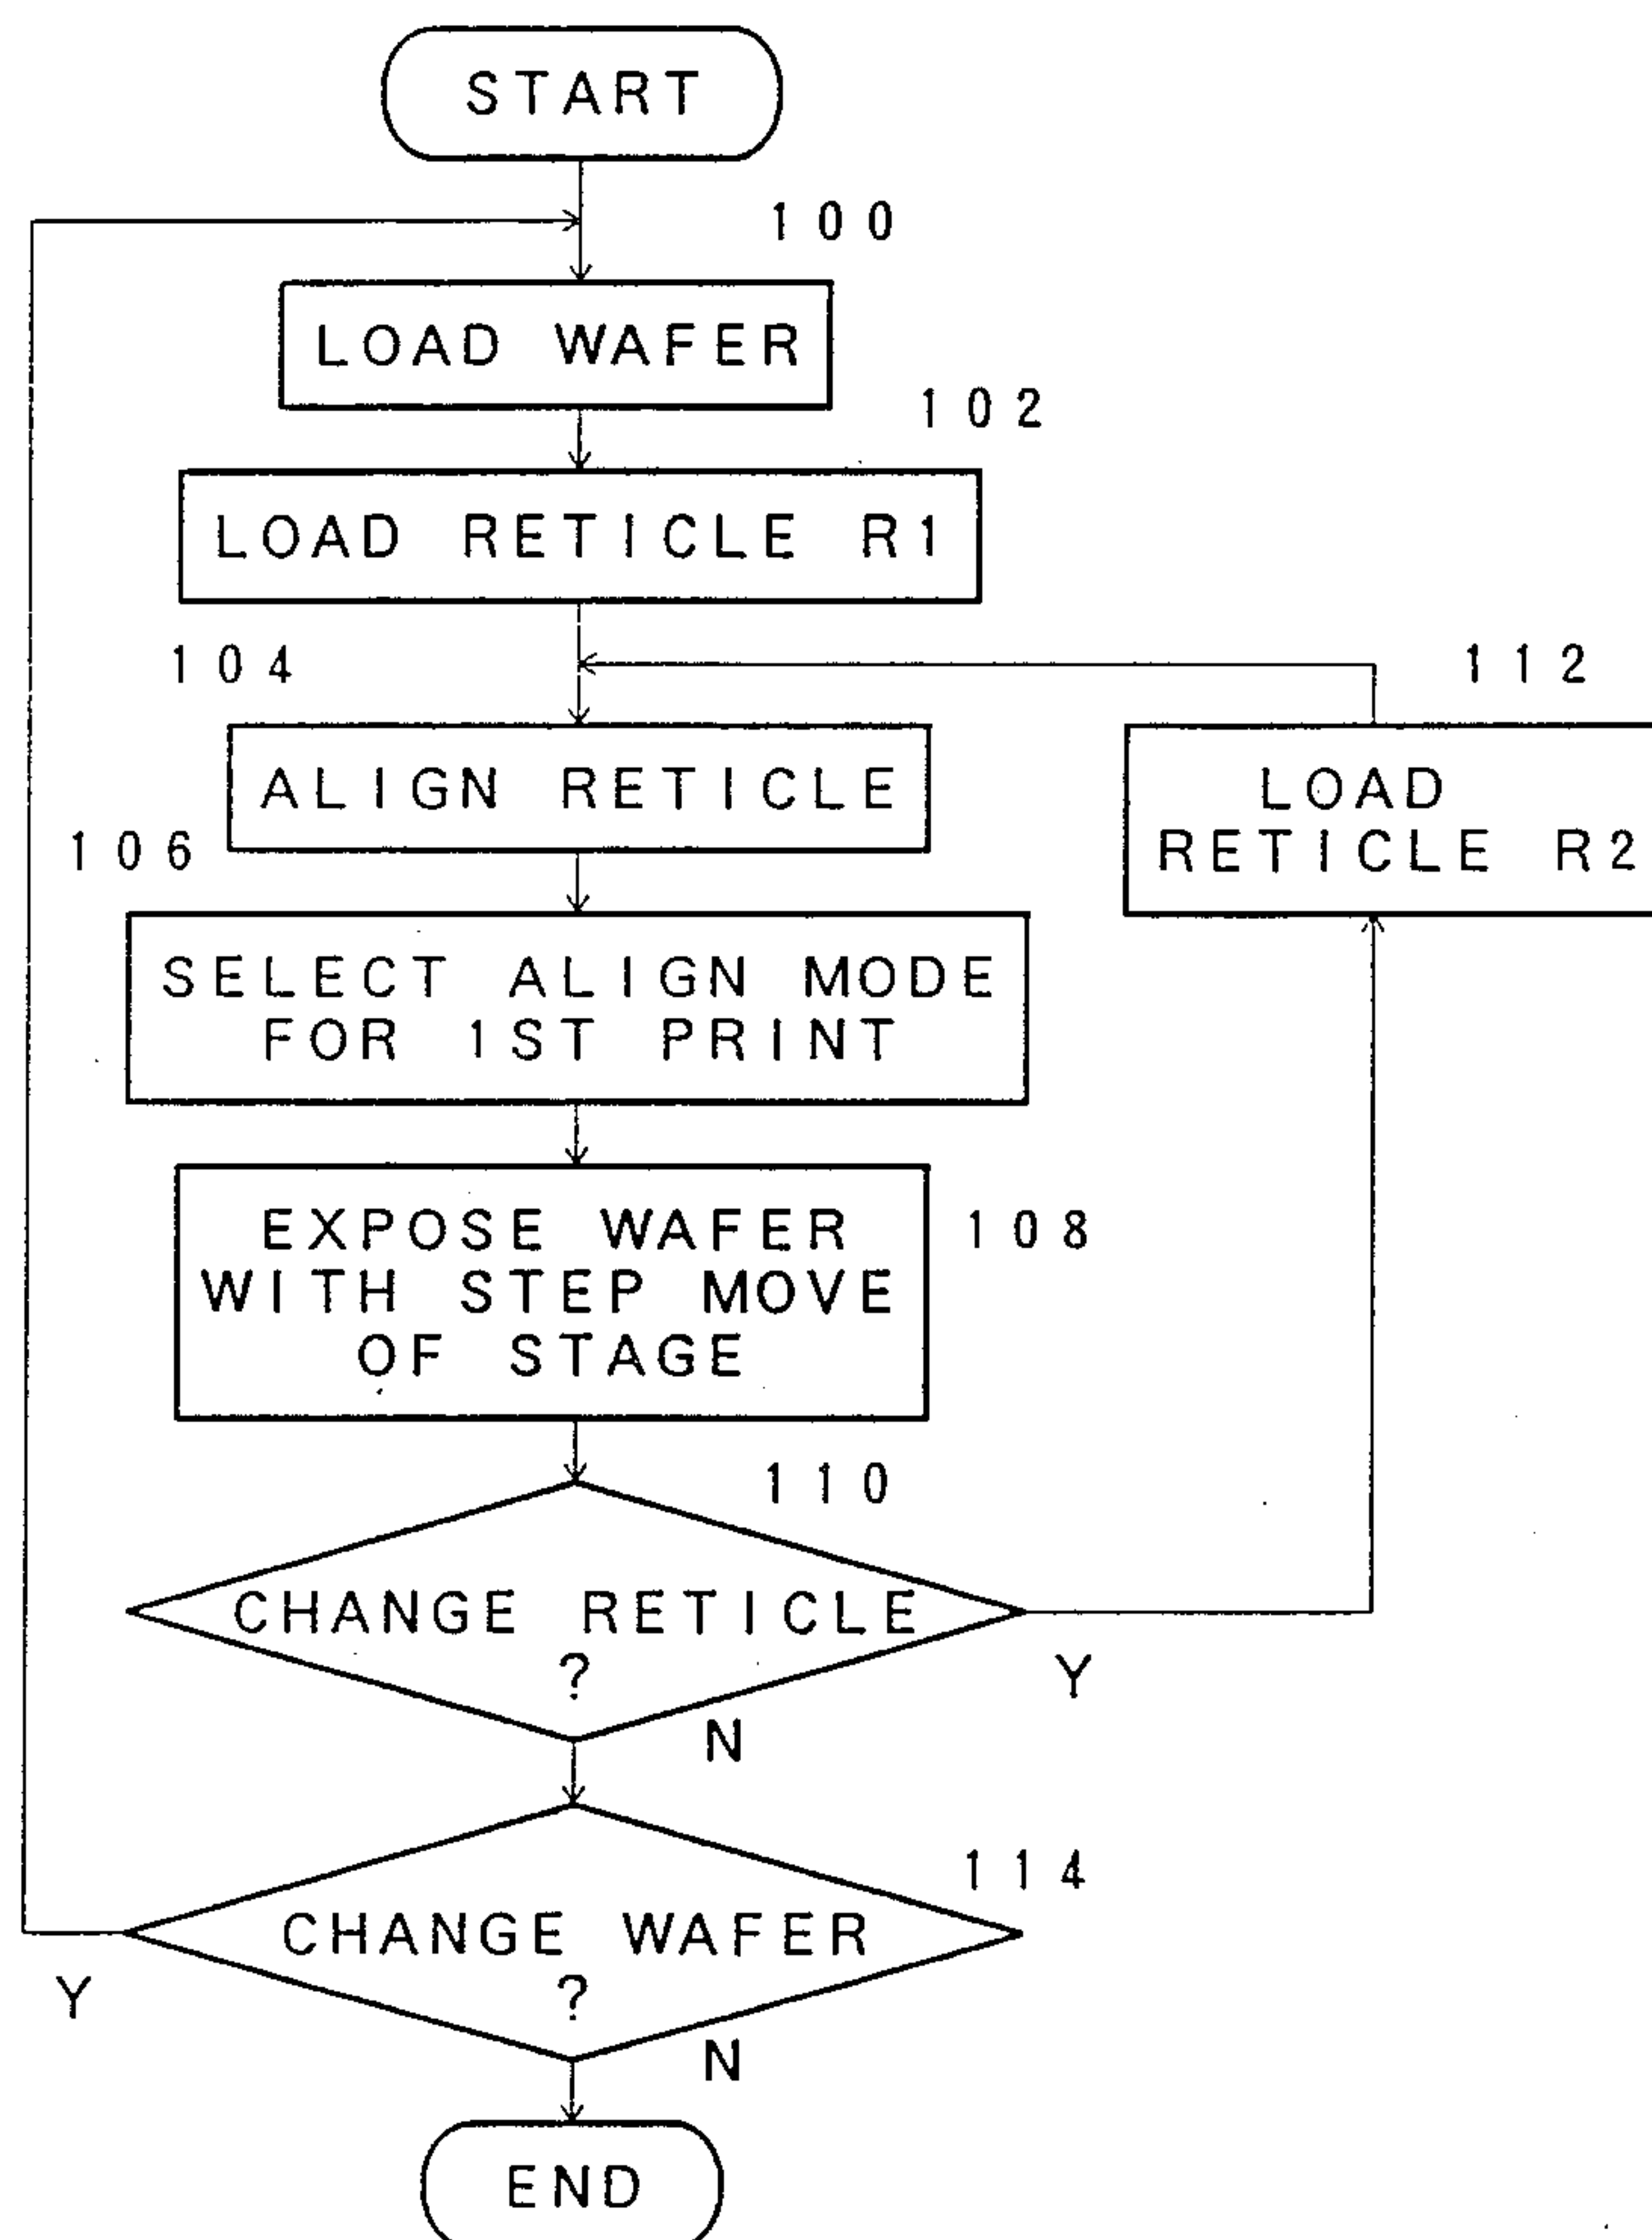 START
100
LOAD WAFER
102
LOAD RETICLE R1
104
112
ALIGN RETICLE
LOAD
RETICLE R2
106
SELECT ALIGN MODE
FOR 1ST PRINT
EXPOSE WAFER
WITH STEP MOVE
OF STAGE
108
110
CHANGE RETICLE
?
Y
N
114
CHANGE WAFER
?
Y
N
END